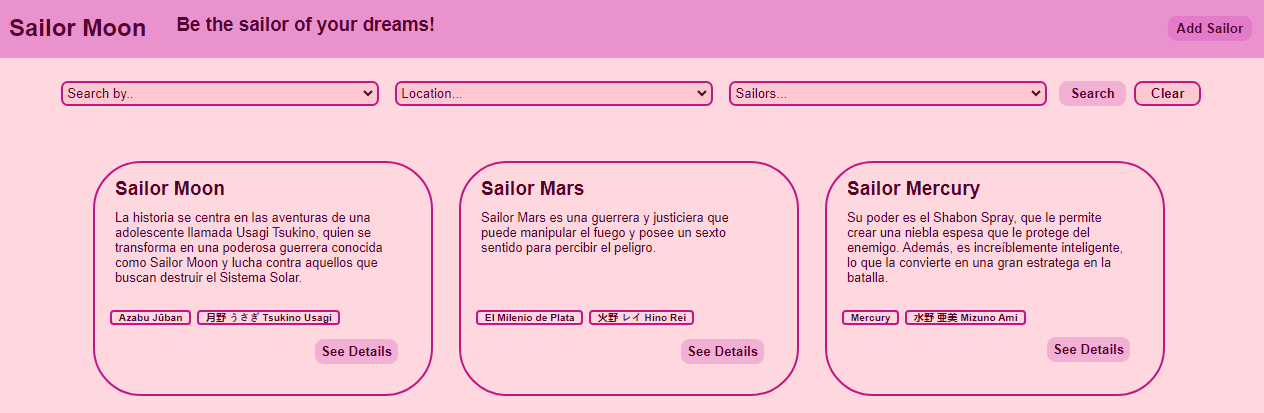 Sailor Moon
Be the sailor of your dreams!
Add Sailor
Search by..
Location...
Sailors...
Search
Clear
Sailor Moon
La historia se centra en las aventuras de una
adolescente llamada Usagi Tsukino, quien se
transforma en una poderosa guerrera conocida
como Sailor Moon y lucha contra aquellos que
buscan destruir el Sistema Solar.
Azabu Jūban
月野 うさぎ Tsukino Usagi
See Details
Sailor Mars
Sailor Mars es una guerrera y justiciera que
puede manipular el fuego y posee un sexto
sentido para percibir el peligro.
El Milenio de Plata
火野 レイ Hino Rei
See Details
Sailor Mercury
Su poder es el Shabon Spray, que le permite
crear una niebla espesa que le protege del
enemigo. Además, es increíblemente inteligente,
lo que la convierte en una gran estratega en la
batalla.
Mercury
水野 亜美 Mizuno Ami
See Details